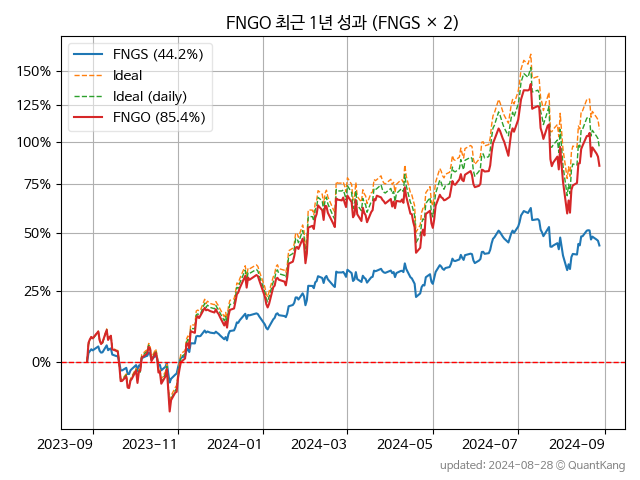 FNGO 최근 1년 성과 (FNGS × 2)
FNGS (44.2%)
Ideal
Ideal (daily)
FNGO (85.4%)
150%
125%
100%
75%
50%
25%
0%
2023-09 2023-11 2024-01 2024-03 2024-05 2024-07 2024-09
updated: 2024-08-28 © QuantKang